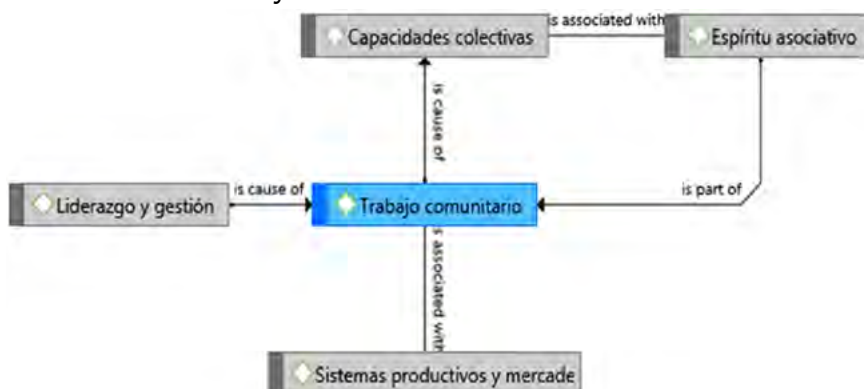 y
Capacidades colectivas
is associated with
Espíritu asociativo
is cause of
Liderazgo y gestión
is cause of
Trabajo comunitario
is part of
is associated with
Sistemas productivos y mercade